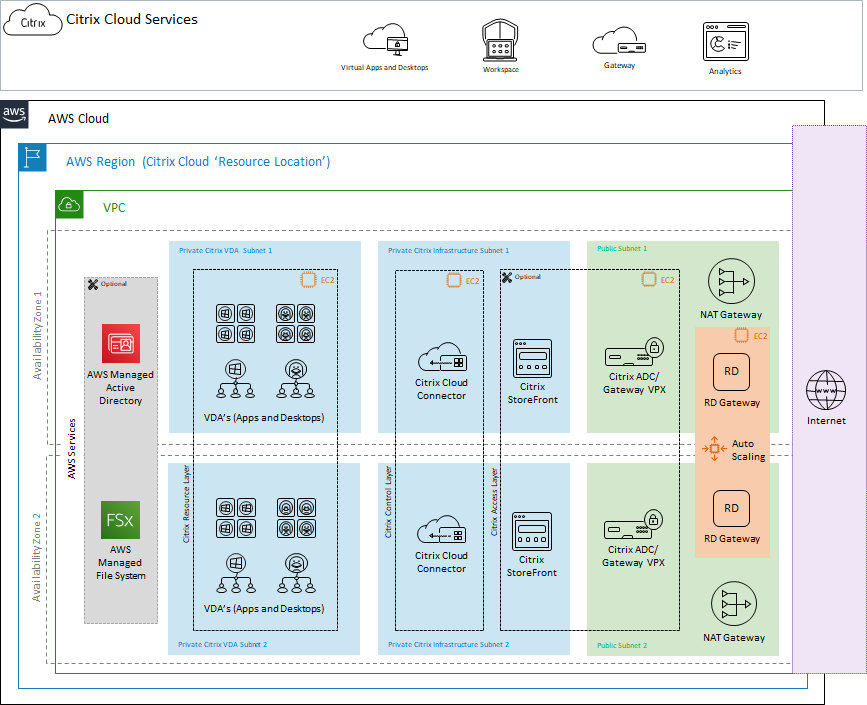 Citrix
Citrix Cloud Services
Virtual Apps and Desktops
Workspace
Gateway
Analytics
aws
AWS Cloud
AWS Region (Citrix Cloud ‘Resource Location’)
VPC
Availability Zone 1
Availability Zone 2
AWS Services
Optional
AWS Managed
Active
Directory
FSx
AWS
Managed
File System
Private Citrix VDA Subnet 1
EC2
VDA's (Apps and Desktops)
Citrix Resource Layer
VDA's (Apps and Desktops)
Private Citrix VDA Subnet 2
Private Citrix Infrastructure Subnet 1
EC2
Citrix Cloud
Connector
Citrix Control Layer
Citrix Cloud
Connector
Private Citrix Infrastructure Subnet 2
Optional
Citrix
StoreFront
Citrix Access Layer
Citrix
StoreFront
Public Subnet 1
EC2
Citrix ADC/
Gateway VPX
Citrix ADC/
Gateway VPX
Public Subnet 2
NAT Gateway
EC2
RD
RD Gateway
Auto
Scaling
RD
RD Gateway
NAT Gateway
WWW
Internet